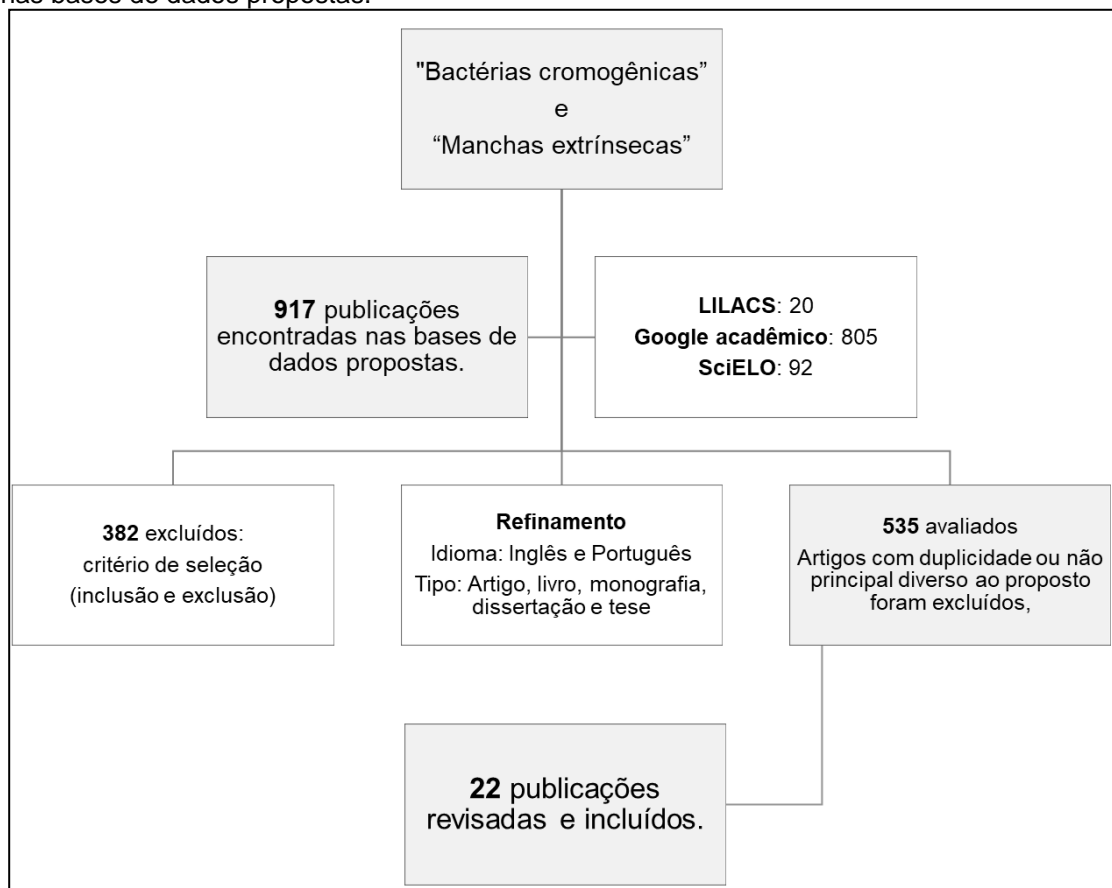 nas bases de dados propostas.
"Bactérias cromogênicas”
e
“Manchas extrínsecas”
917 publicações
encontradas nas bases de
dados propostas.
LILACS: 20
Google acadêmico: 805
SciELO: 92
382 excluídos:
critério de seleção
(inclusão e exclusão)
Refinamento
Idioma: Inglês e Português
Tipo: Artigo, livro, monografia,
dissertação e tese
535 avaliados
Artigos com duplicidade ou não
principal diverso ao proposto
foram excluídos,
22 publicações
revisadas e incluídos.